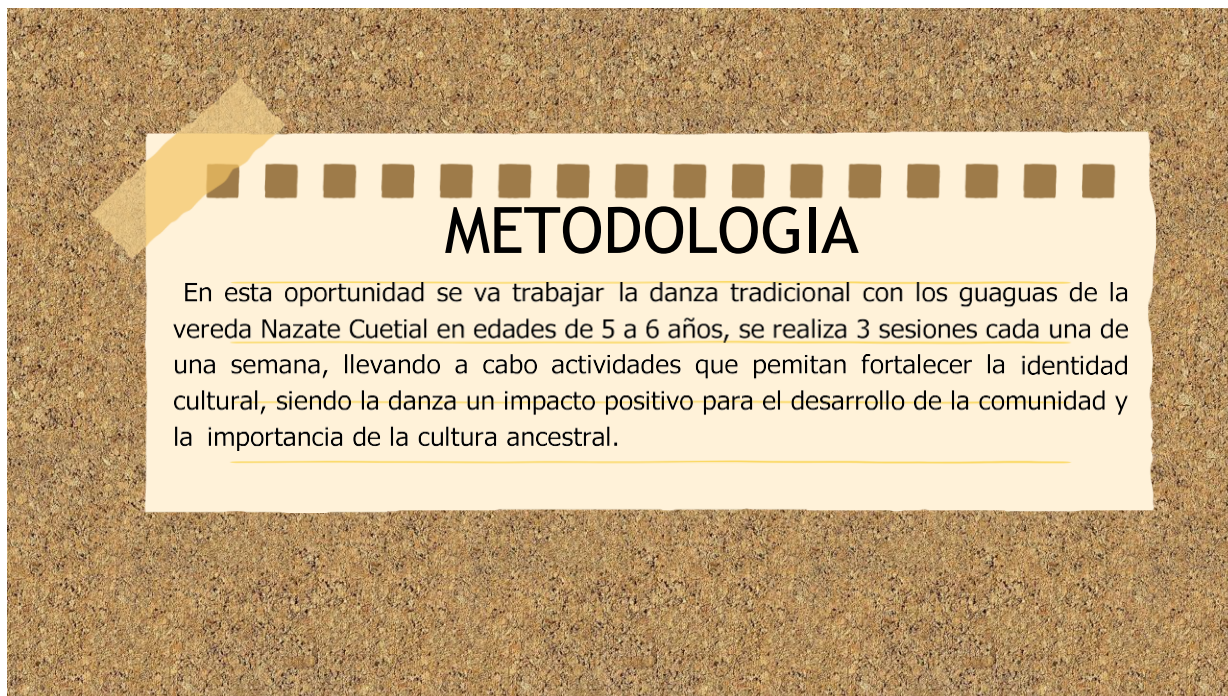 METODOLOGIA
En esta oportunidad se va trabajar la danza tradicional con los guaguas de la
vereda Nazate Cuetial en edades de 5 a 6 años, se realiza 3 sesiones cada una de
una semana, llevando a cabo actividades que pemitan fortalecer la identidad
cultural, siendo la danza un impacto positivo para el desarrollo de la comunidad y
la importancia de la cultura ancestral.